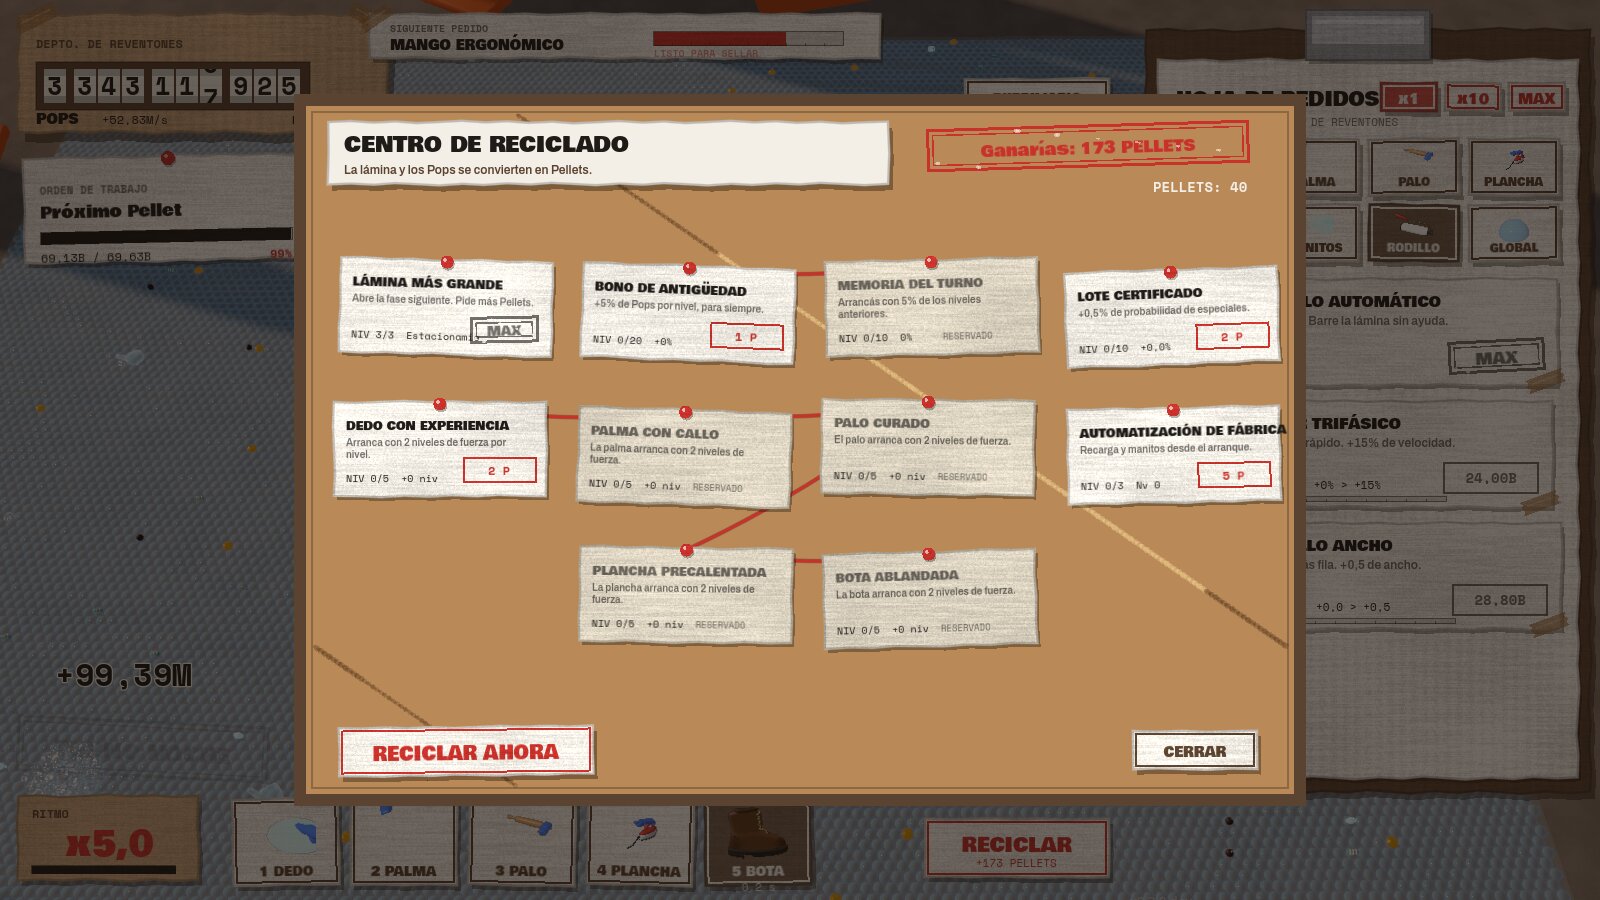 DEPTO. DE REVENTONES
POPS +52,83M/s
SIGUIENTE PEDIDO
MANGO ERGONÓMICO
LISTO PARA SELLAR
ORDEN DE TRABAJO
Próximo Pellet
69,13B / 69,63B 99%
CENTRO DE RECICLADO
La lámina y los Pops se convierten en Pellets.
Ganarías: 173 PELLETS
PELLETS: 40
LÁMINA MÁS GRANDE
Abre la fase siguiente. Pide más Pellets.
NIV 3/3 MAX
BONO DE ANTIGÜEDAD
+5% de Pops por nivel, para siempre.
NIV 0/20 +0% 1 P
MEMORIA DEL TURNO
Arrancás con 5% de los niveles
anteriores.
NIV 0/10 0% RESERVADO
LOTE CERTIFICADO
+0,5% de probabilidad de especiales.
NIV 0/10 +0,0% 2 P
DEDO CON EXPERIENCIA
Arranca con 2 niveles de fuerza por
nivel.
NIV 0/5 +0 niv 2 P
PALMA CON CALLO
La palma arranca con 2 niveles de
fuerza.
NIV 0/5 +0 niv RESERVADO
PALO CURADO
El palo arranca con 2 niveles de fuerza.
NIV 0/5 +0 niv RESERVADO
AUTOMATIZACIÓN DE FÁBRICA
Recarga y manitos desde el arranque.
NIV 0/3 Nv 0 5 P
PLANCHA PRECALENTADA
La plancha arranca con 2 niveles de
fuerza.
NIV 0/5 +0 niv RESERVADO
BOTA ABLANDADA
La bota arranca con 2 niveles de fuerza.
NIV 0/5 +0 niv RESERVADO
RECICLAR AHORA
CERRAR
PEDIDOS x1 x10 MAX
DE REVENTONES
PALO
PLANCHA
RODILLO
GLOBAL
AUTOMÁTICO
Barre la lámina sin ayuda.
MAX
TRIFÁSICO
+15% de velocidad.
+0% > +15% 24,00B
ANCHO
fila. +0,5 de ancho.
+0,0 > +0,5 28,80B
+99,39M
RITMO
x5,0
1 DEDO
2 PALMA
3 PALO
4 PLANCHA
5 BOTA
RECICLAR
+173 PELLETS